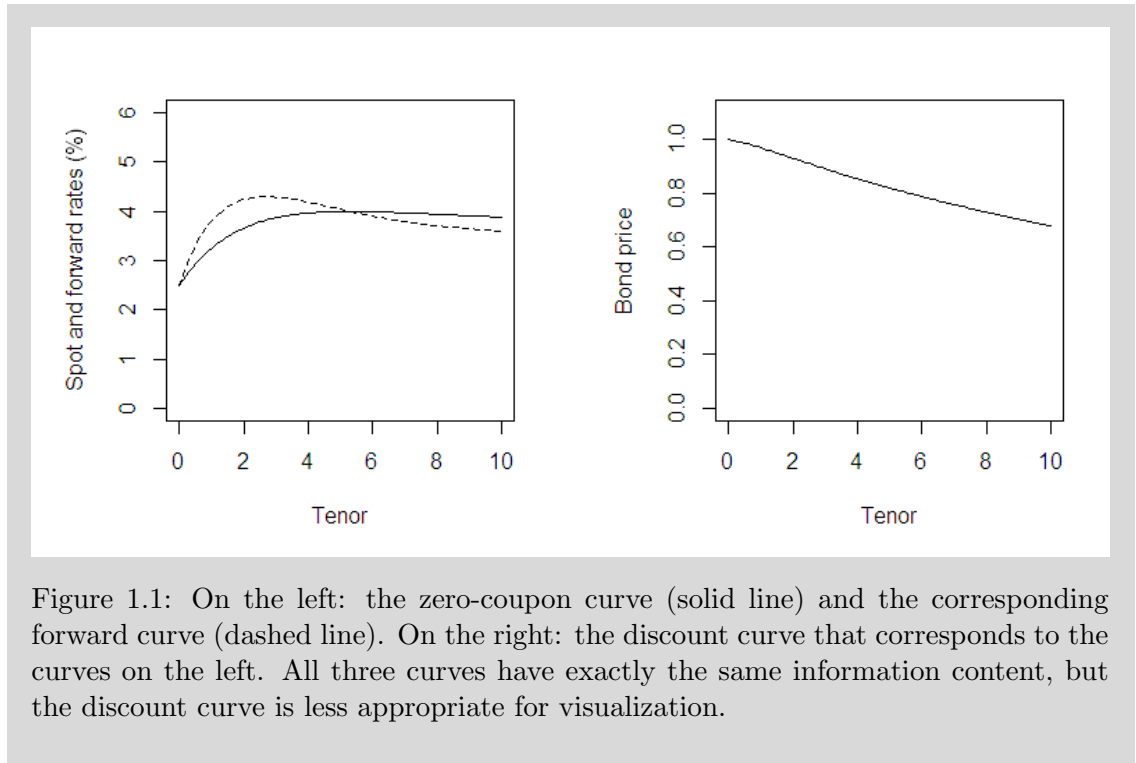 Spot and forward rates (%)
6
5
4
3
2
1
0
0 2 4 6 8 10
Tenor
Bond price
1.0
0.8
0.6
0.4
0.2
0.0
0 2 4 6 8 10
Tenor
Figure 1.1: On the left: the zero-coupon curve (solid line) and the corresponding
forward curve (dashed line). On the right: the discount curve that corresponds to the
curves on the left. All three curves have exactly the same information content, but
the discount curve is less appropriate for visualization.